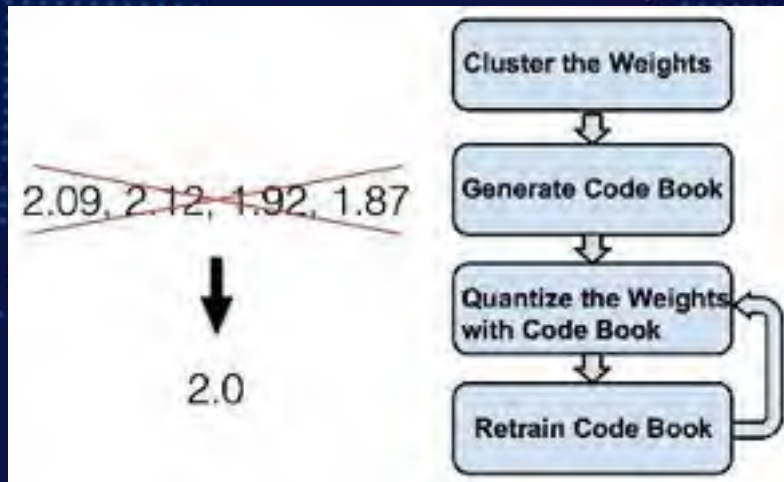 2.09, 2.12, 1.92, 1.87
2.0
Cluster the Weights
Generate Code Book
Quantize the Weights
with Code Book
Retrain Code Book